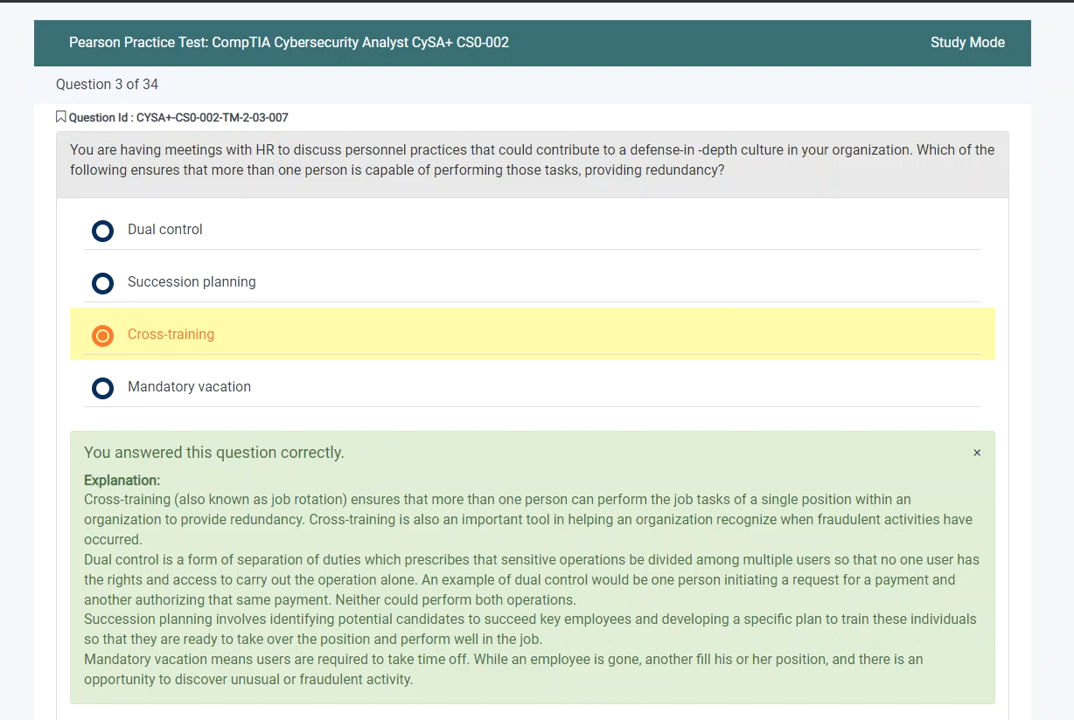 Pearson Practice Test: CompTIA Cybersecurity Analyst CySA+ CS0-002
Study Mode
Question 3 of 34
Question Id : CYSA+-CS0-002-TM-2-03-007
You are having meetings with HR to discuss personnel practices that could contribute to a defense-in -depth culture in your organization. Which of the
following ensures that more than one person is capable of performing those tasks, providing redundancy?
Dual control
Succession planning
Cross-training
Mandatory vacation
You answered this question correctly.
×
Explanation:
Cross-training (also known as job rotation) ensures that more than one person can perform the job tasks of a single position within an
organization to provide redundancy. Cross-training is also an important tool in helping an organization recognize when fraudulent activities have
occurred.
Dual control is a form of separation of duties which prescribes that sensitive operations be divided among multiple users so that no one user has
the rights and access to carry out the operation alone. An example of dual control would be one person initiating a request for a payment and
another authorizing that same payment. Neither could perform both operations.
Succession planning involves identifying potential candidates to succeed key employees and developing a specific plan to train these individuals
so that they are ready to take over the position and perform well in the job.
Mandatory vacation means users are required to take time off. While an employee is gone, another fill his or her position, and there is an
opportunity to discover unusual or fraudulent activity.